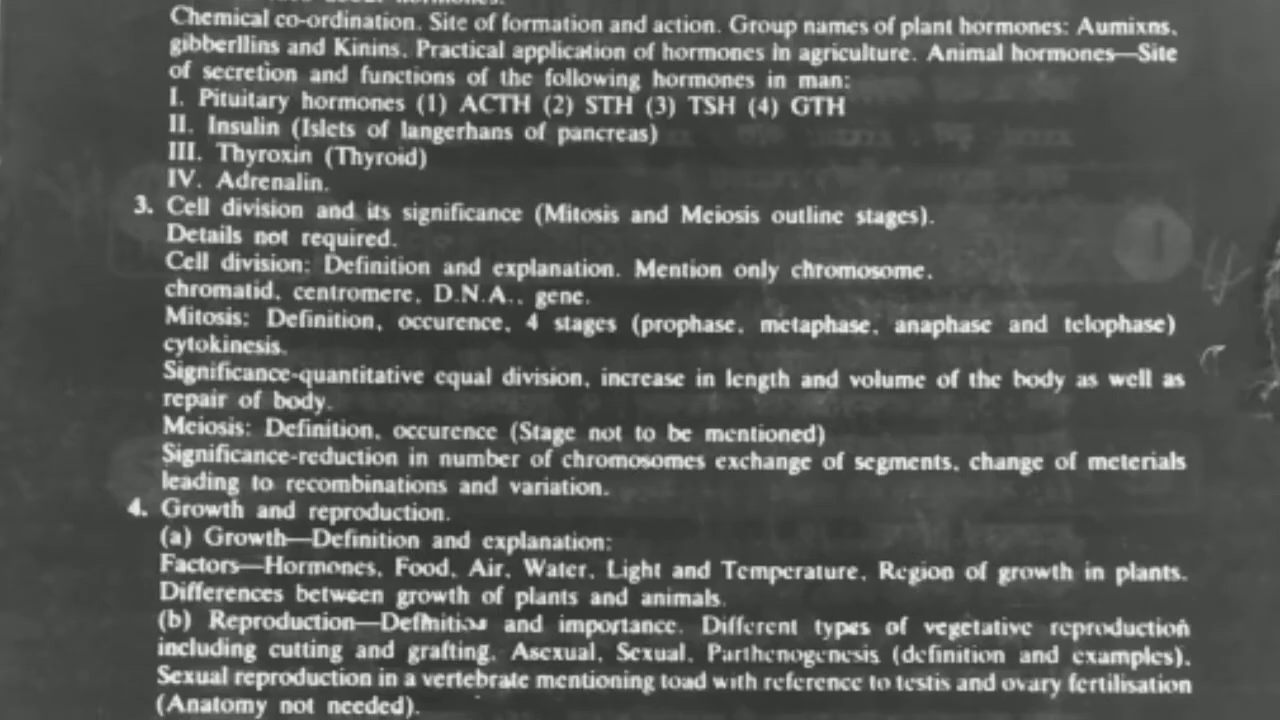 hormones.
Chemical co-ordination. Site of formation and action. Group names of plant hormones: Aumixns,
gibberllins and Kinins. Practical application of hormones in agriculture. Animal hormones—Site
of secretion and functions of the following hormones in man:
I. Pituitary hormones (1) ACTH (2) STH (3) TSH (4) GTH
II. Insulin (Islets of langerhans of pancreas)
III. Thyroxin (Thyroid)
IV. Adrenalin.
3. Cell division and its significance (Mitosis and Meiosis outline stages).
Details not required.
Cell division: Definition and explanation. Mention only chromosome,
chromatid, centromere, D.N.A., gene.
Mitosis: Definition, occurence, 4 stages (prophase, metaphase, anaphase and telophase)
cytokinesis.
Significance-quantitative equal division, increase in length and volume of the body as well as
repair of body.
Meiosis: Definition, occurence (Stage not to be mentioned)
Significance-reduction in number of chromosomes exchange of segments, change of meterials
leading to recombinations and variation.
4. Growth and reproduction.
(a) Growth—Definition and explanation:
Factors—Hormones, Food, Air, Water, Light and Temperature, Region of growth in plants.
Differences between growth of plants and animals.
(b) Reproduction—Definition and importance. Different types of vegetative reproduction
including cutting and grafting, Asexual, Sexual, Parthenogenesis (definition and examples).
Sexual reproduction in a vertebrate mentioning toad with reference to testis and ovary fertilisation
(Anatomy not needed).